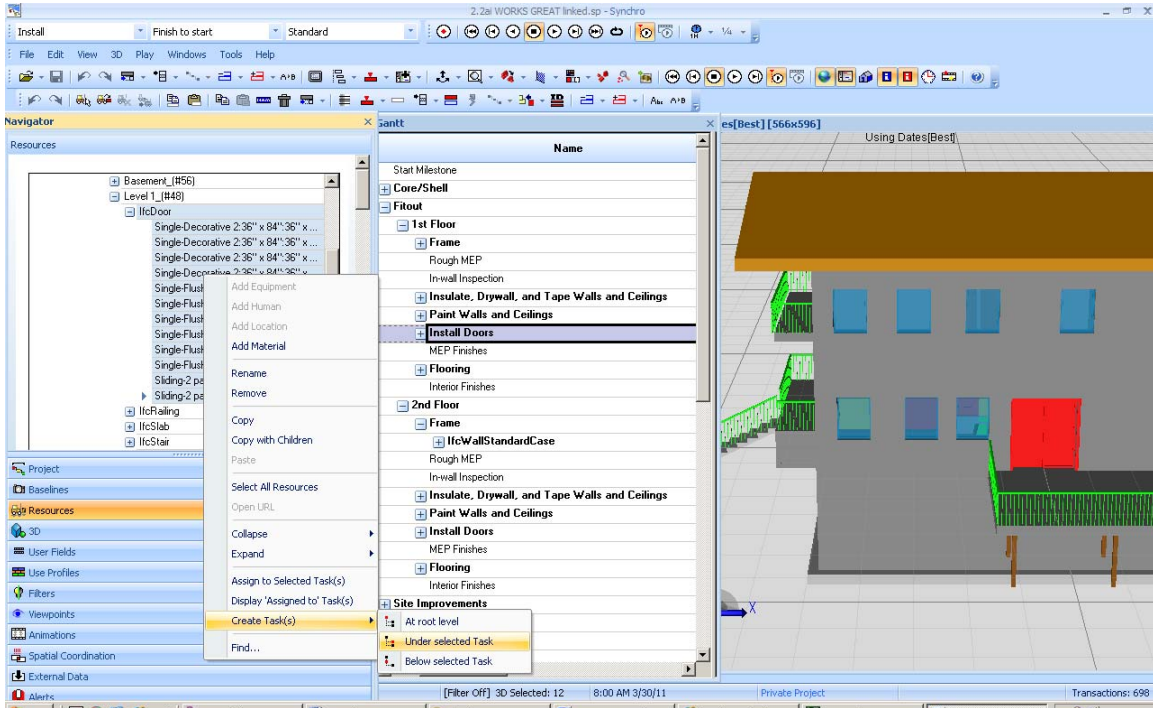 2.2ai WORKS GREAT linked.sp - Synchro
Install Finish to start Standard
File Edit View 3D Play Windows Tools Help
Navigator
Resources
Basement_(#56)
Level 1_(#48)
IfcDoor
Single-Decorative 2:36" x 84":36" x ...
Single-Decorative 2:36" x 84":36" x ...
Single-Decorative 2:36" x 84":36" x ...
Single-Decorative 2:36" x 84":36" x
Single-Flush
Single-Flush
Single-Flush
Single-Flush
Single-Flush
Single-Flush
Sliding-2 pa
Sliding-2 pa
IfcRailing
IfcSlab
IfcStair
Project
Baselines
Resources
3D
User Fields
Use Profiles
Filters
Viewpoints
Animations
Spatial Coordination
External Data
Alerts
Add Equipment
Add Human
Add Location
Add Material
Rename
Remove
Copy
Copy with Children
Paste
Select All Resources
Open URL
Collapse
Expand
Assign to Selected Task(s)
Display 'Assigned to' Task(s)
Create Task(s)
Find...
At root level
Under selected Task
Below selected Task
Gantt
Name
Start Milestone
Core/Shell
Fitout
1st Floor
Frame
Rough MEP
In-wall Inspection
Insulate, Drywall, and Tape Walls and Ceilings
Paint Walls and Ceilings
Install Doors
MEP Finishes
Flooring
Interior Finishes
2nd Floor
Frame
IfcWallStandardCase
Rough MEP
In-wall Inspection
Insulate, Drywall, and Tape Walls and Ceilings
Paint Walls and Ceilings
Install Doors
MEP Finishes
Flooring
Interior Finishes
Site Improvements
es[Best] [566x596]
Using Dates[Best]
X
[Filter Off] 3D Selected: 12 8:00 AM 3/30/11 Private Project Transactions: 698